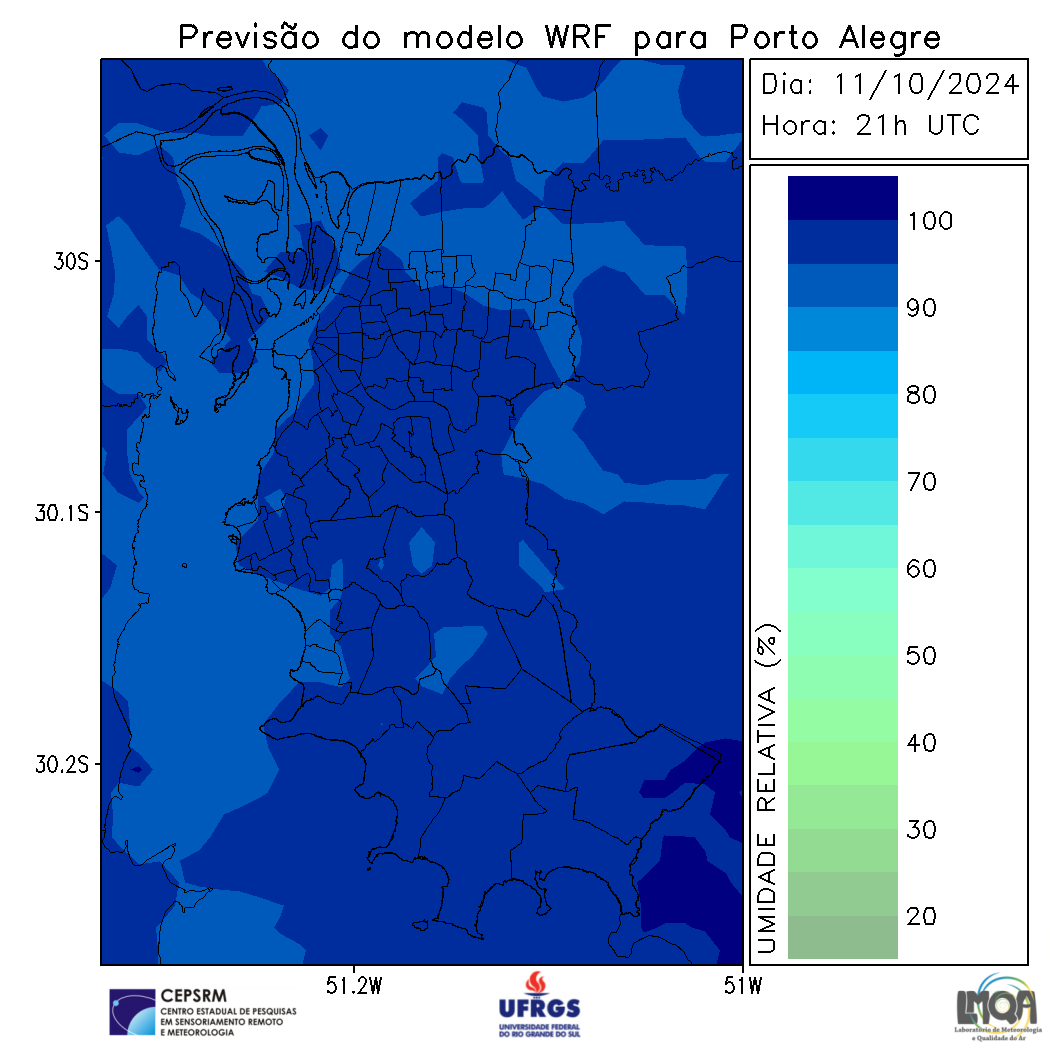 Previsão do modelo WRF para Porto Alegre
Dia: 11/10/2024
Hora: 21h UTC
30S
30.1S
30.2S
51.2W
51W
UMIDADE RELATIVA (%)
100
90
80
70
60
50
40
30
20
CEPSRM
CENTRO ESTADUAL DE PESQUISAS
EM SENSORIAMENTO REMOTO
E METEOROLOGIA
UFRGS
UNIVERSIDADE FEDERAL
DO RIO GRANDE DO SUL
LMQA
Laboratório de Meteorologia
e Qualidade do Ar